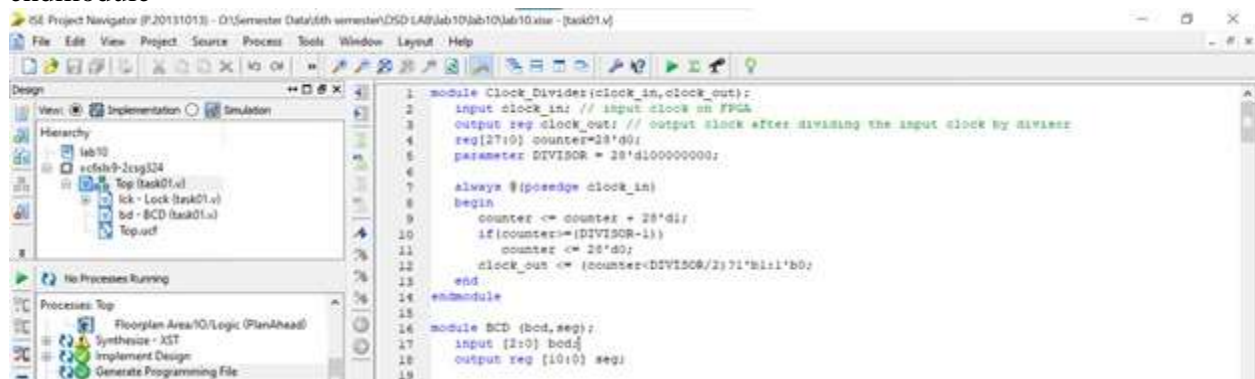 endmodule
ISE Project Navigator (P.20131013) - D:\Semester Data\6th semester\DSD LAB\lab10\lab10\lab10.xise - [task01.v]
File Edit View Project Source Process Tools Window Layout Help
Design
View: Implementation Simulation
Hierarchy
lab10
xc6slx9-2csg324
Top (task01.v)
lck - Lock (task01.v)
bd - BCD (task01.v)
Top.ucf
No Processes Running
Processes: Top
Floorplan Area/IO/Logic (PlanAhead)
Synthesize - XST
Implement Design
Generate Programming File
1 module Clock_Divider(clock_in,clock_out);
2 input clock_in; // input clock on FPGA
3 output reg clock_out; // output clock after dividing the input clock by divisor
4 reg[27:0] counter=28'd0;
5 parameter DIVISOR = 28'd100000000;
6
7 always @(posedge clock_in)
8 begin
9 counter <= counter + 28'd1;
10 if(counter>=(DIVISOR-1))
11 counter <= 28'd0;
12 clock_out <= (counter<DIVISOR/2)?1'b1:1'b0;
13 end
14 endmodule
15
16 module BCD (bcd,seg);
17 input [2:0] bcd;
18 output reg [10:0] seg;
19